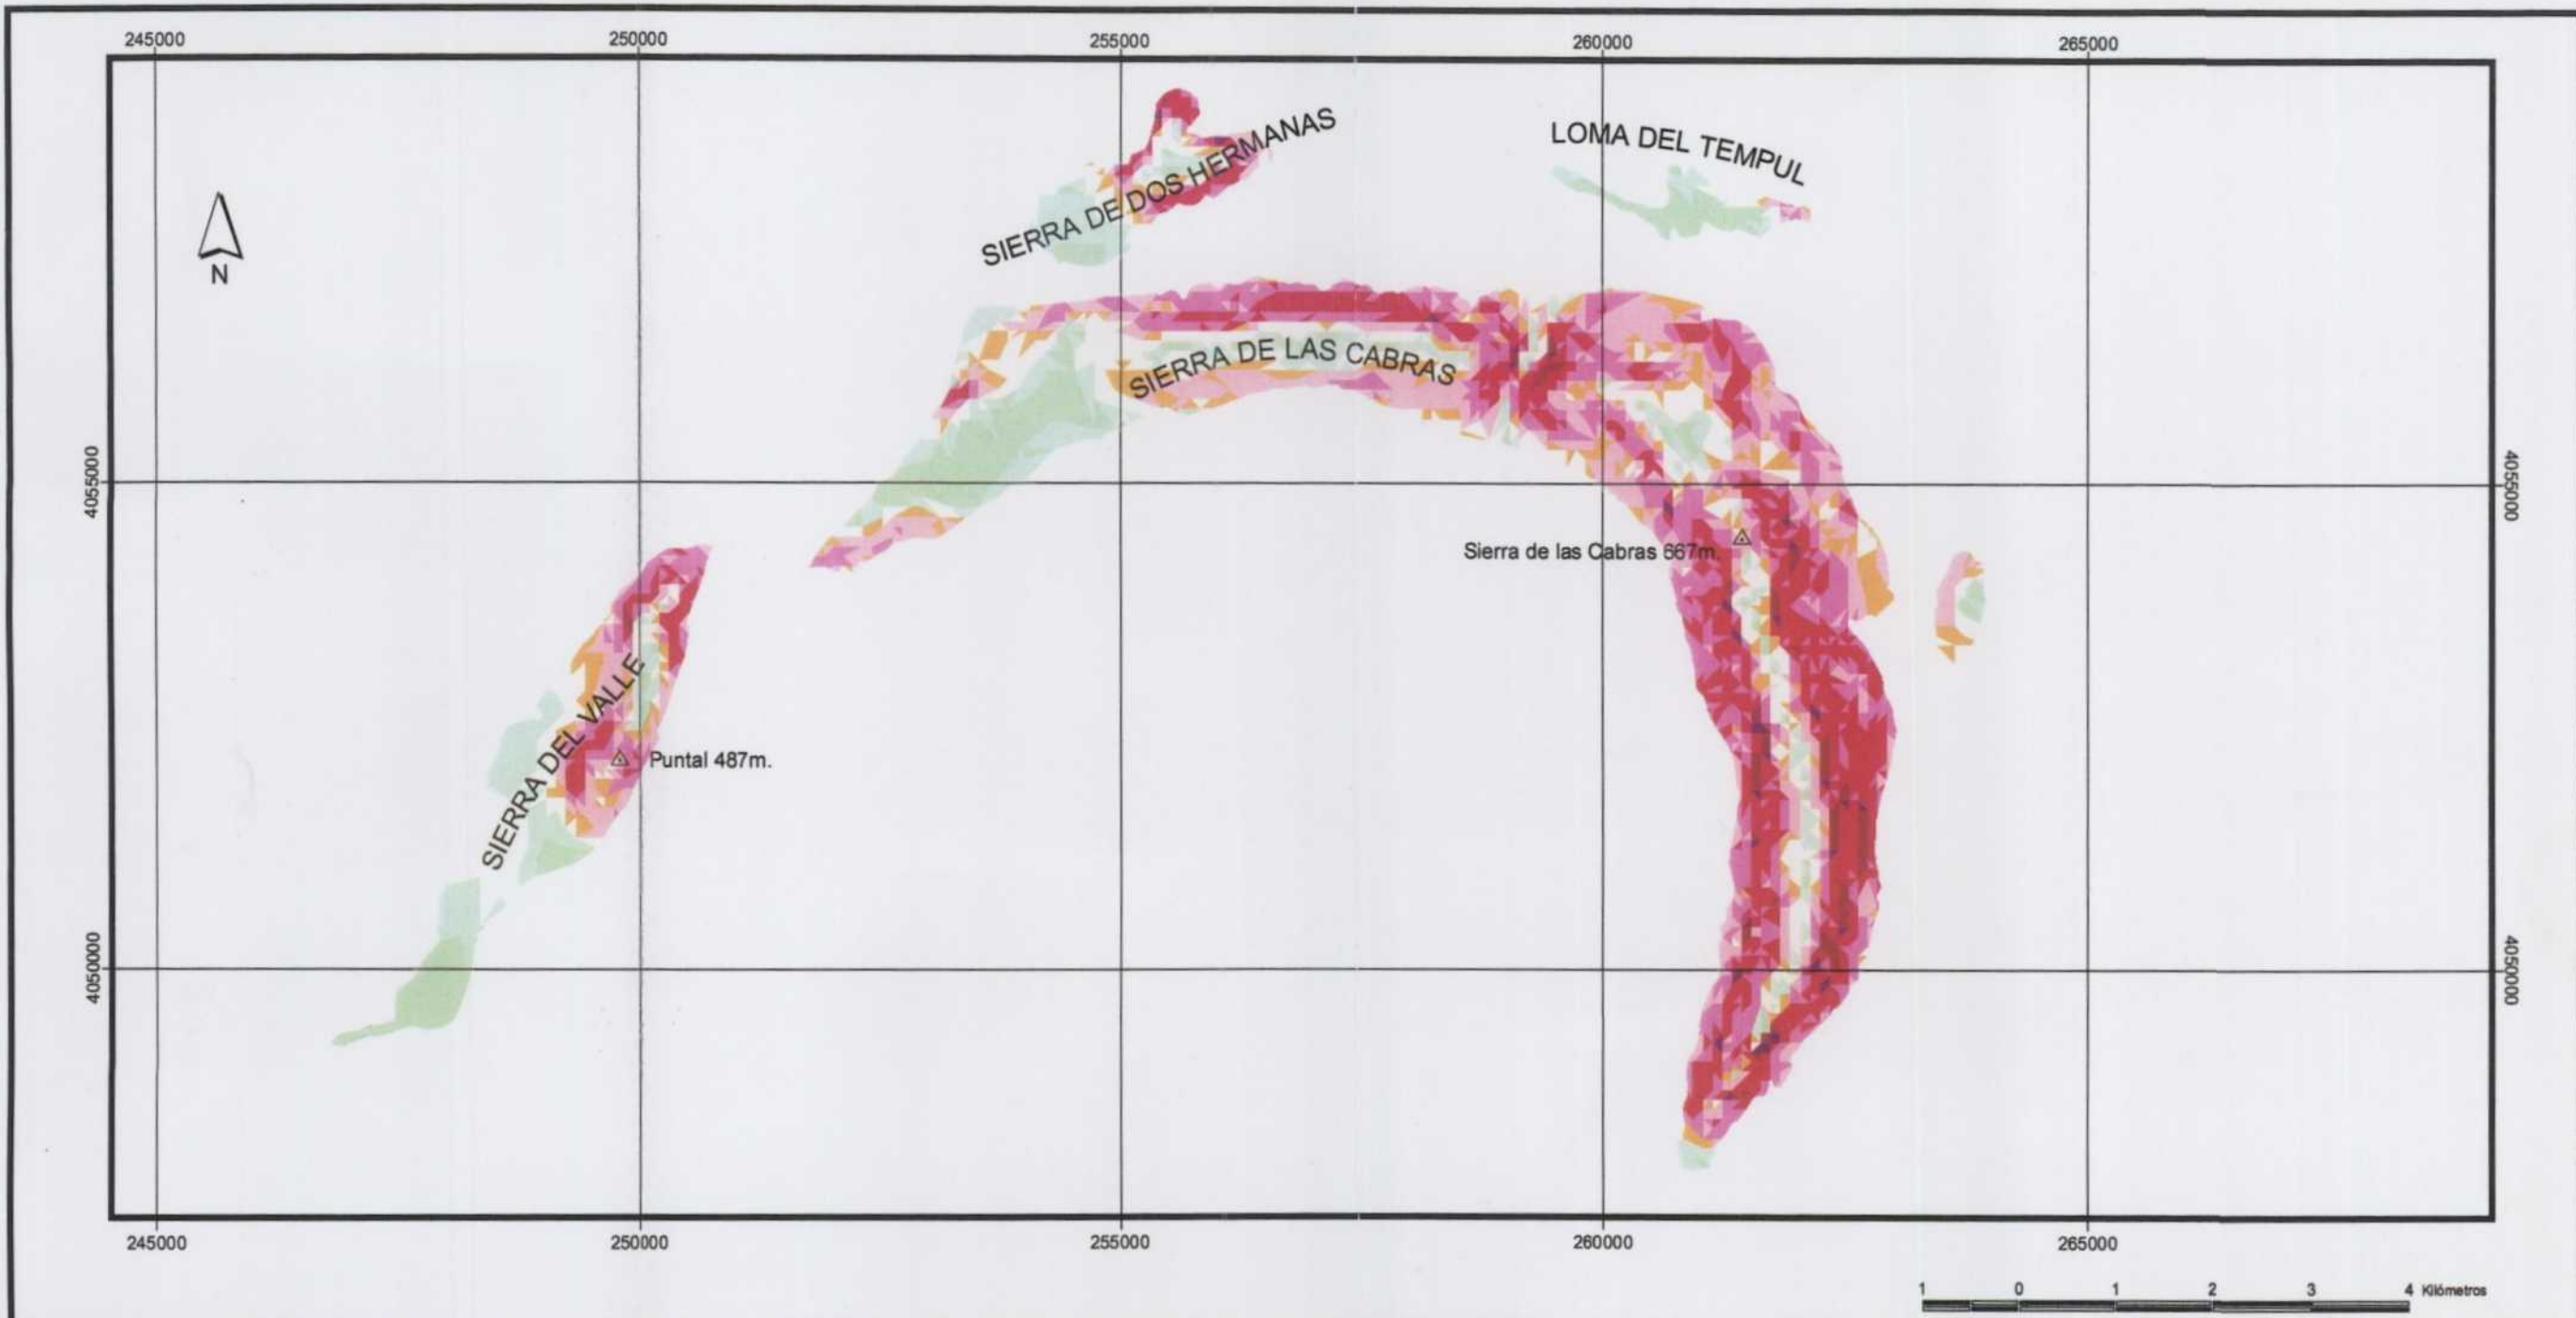 245000 250000 255000 260000 265000
SIERRA DE DOS HERMANAS
LOMA DEL TEMPUL
N
SIERRA DE LAS CABRAS
4055000
4055000
Sierra de las Cabras 667m.
SIERRA DEL VALLE
Puntal 487m.
4050000
4050000
245000 250000 255000 260000 265000
1 0 1 2 3 4 Kilómetros